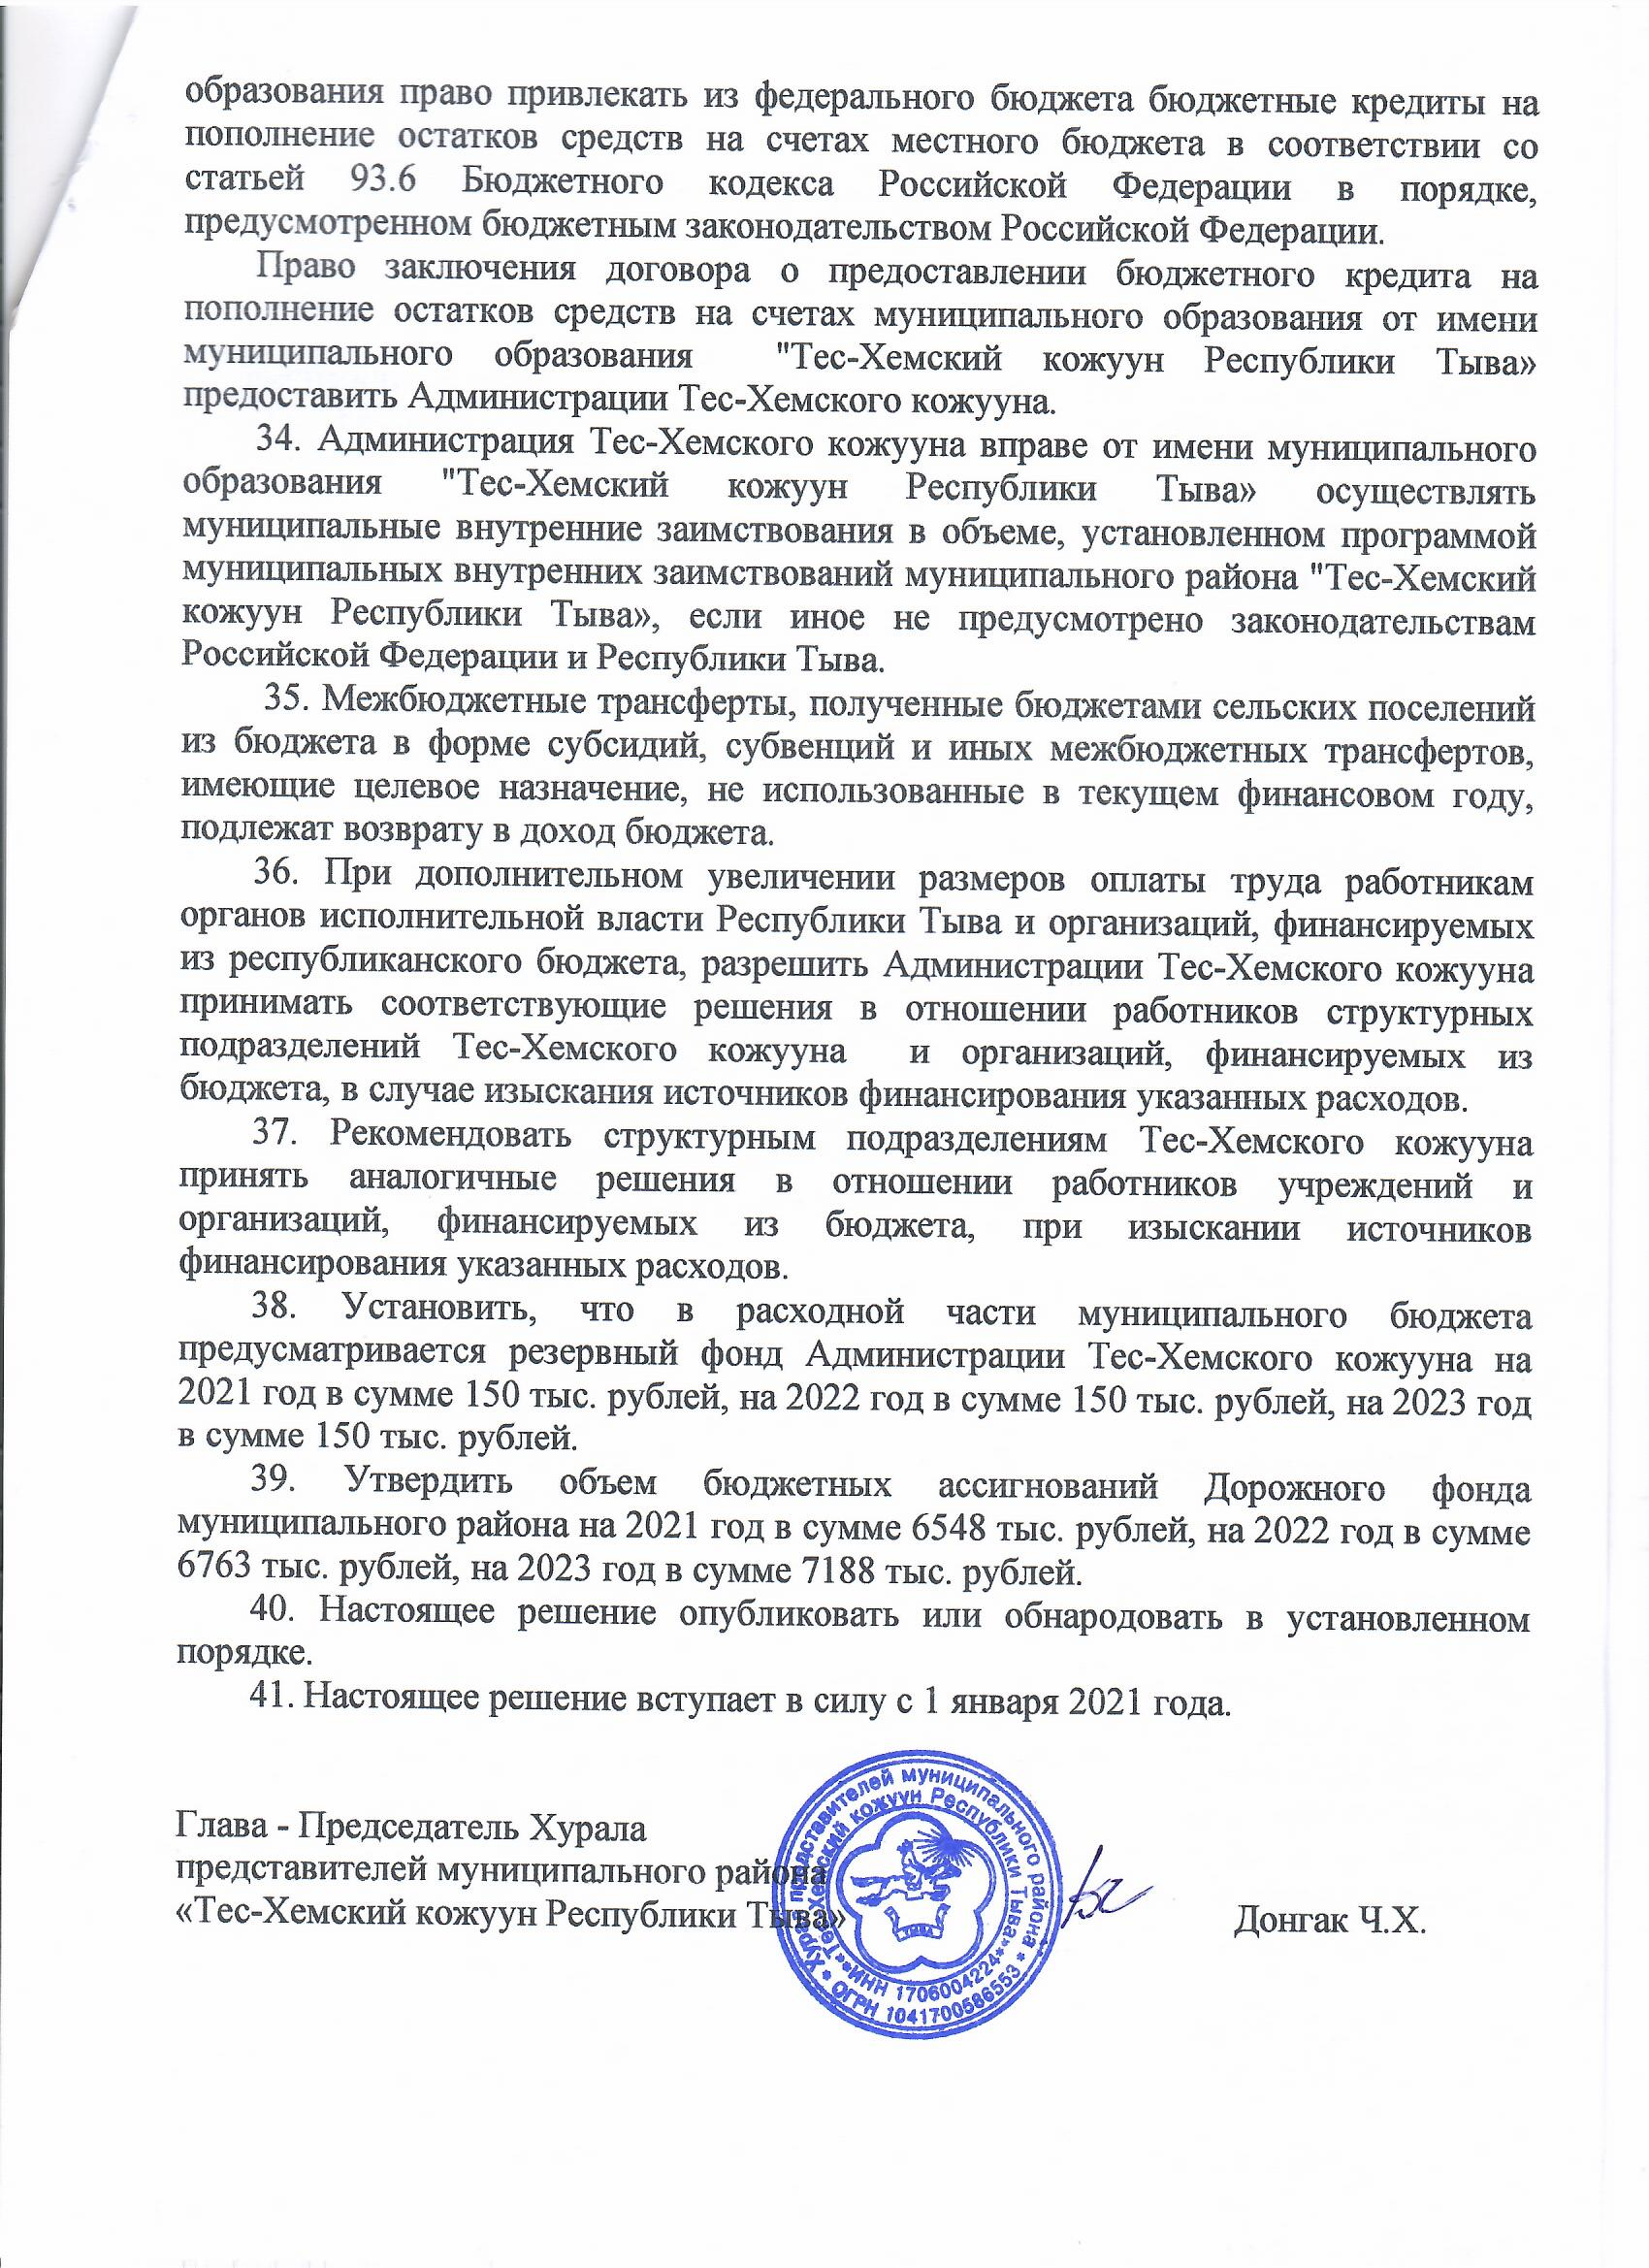 образования право привлекать из федерального бюджета бюджетные кредиты на
пополнение остатков средств на счетах местного бюджета в соответствии со
статьей 93.6 Бюджетного кодекса Российской Федерации в порядке,
предусмотренном бюджетным законодательством Российской Федерации.
Право заключения договора о предоставлении бюджетного кредита на
пополнение остатков средств на счетах муниципального образования от имени
муниципального образования "Тес-Хемский кожуун Республики Тыва»
предоставить Администрации Тес-Хемского кожууна.
34. Администрация Тес-Хемского кожууна вправе от имени муниципального
образования "Тес-Хемский кожуун Республики Тыва» осуществлять
муниципальные внутренние заимствования в объеме, установленном программой
муниципальных внутренних заимствований муниципального района "Тес-Хемский
кожуун Республики Тыва», если иное не предусмотрено законодательствам
Российской Федерации и Республики Тыва.
35. Межбюджетные трансферты, полученные бюджетами сельских поселений
из бюджета в форме субсидий, субвенций и иных межбюджетных трансфертов,
имеющие целевое назначение, не использованные в текущем финансовом году,
подлежат возврату в доход бюджета.
36. При дополнительном увеличении размеров оплаты труда работникам
органов исполнительной власти Республики Тыва и организаций, финансируемых
из республиканского бюджета, разрешить Администрации Тес-Хемского кожууна
принимать соответствующие решения в отношении работников структурных
подразделений Тес-Хемского кожууна и организаций, финансируемых из
бюджета, в случае изыскания источников финансирования указанных расходов.
37. Рекомендовать структурным подразделениям Тес-Хемского кожууна
принять аналогичные решения в отношении работников учреждений и
организаций, финансируемых из бюджета, при изыскании источников
финансирования указанных расходов.
38. Установить, что в расходной части муниципального бюджета
предусматривается резервный фонд Администрации Тес-Хемского кожууна на
2021 год в сумме 150 тыс. рублей, на 2022 год в сумме 150 тыс. рублей, на 2023 год
в сумме 150 тыс. рублей.
39. Утвердить объем бюджетных ассигнований Дорожного фонда
муниципального района на 2021 год в сумме 6548 тыс. рублей, на 2022 год в сумме
6763 тыс. рублей, на 2023 год в сумме 7188 тыс. рублей.
40. Настоящее решение опубликовать или обнародовать в установленном
порядке.
41. Настоящее решение вступает в силу с 1 января 2021 года.
Глава - Председатель Хурала
представителей муниципального района
«Тес-Хемский кожуун Республики Тыва»
Донгак Ч.Х.
Хурал представителей муниципального района
«Тес-Хемский кожуун Республики Тыва»
ИНН 1706004224
ОГРН 1041700586553